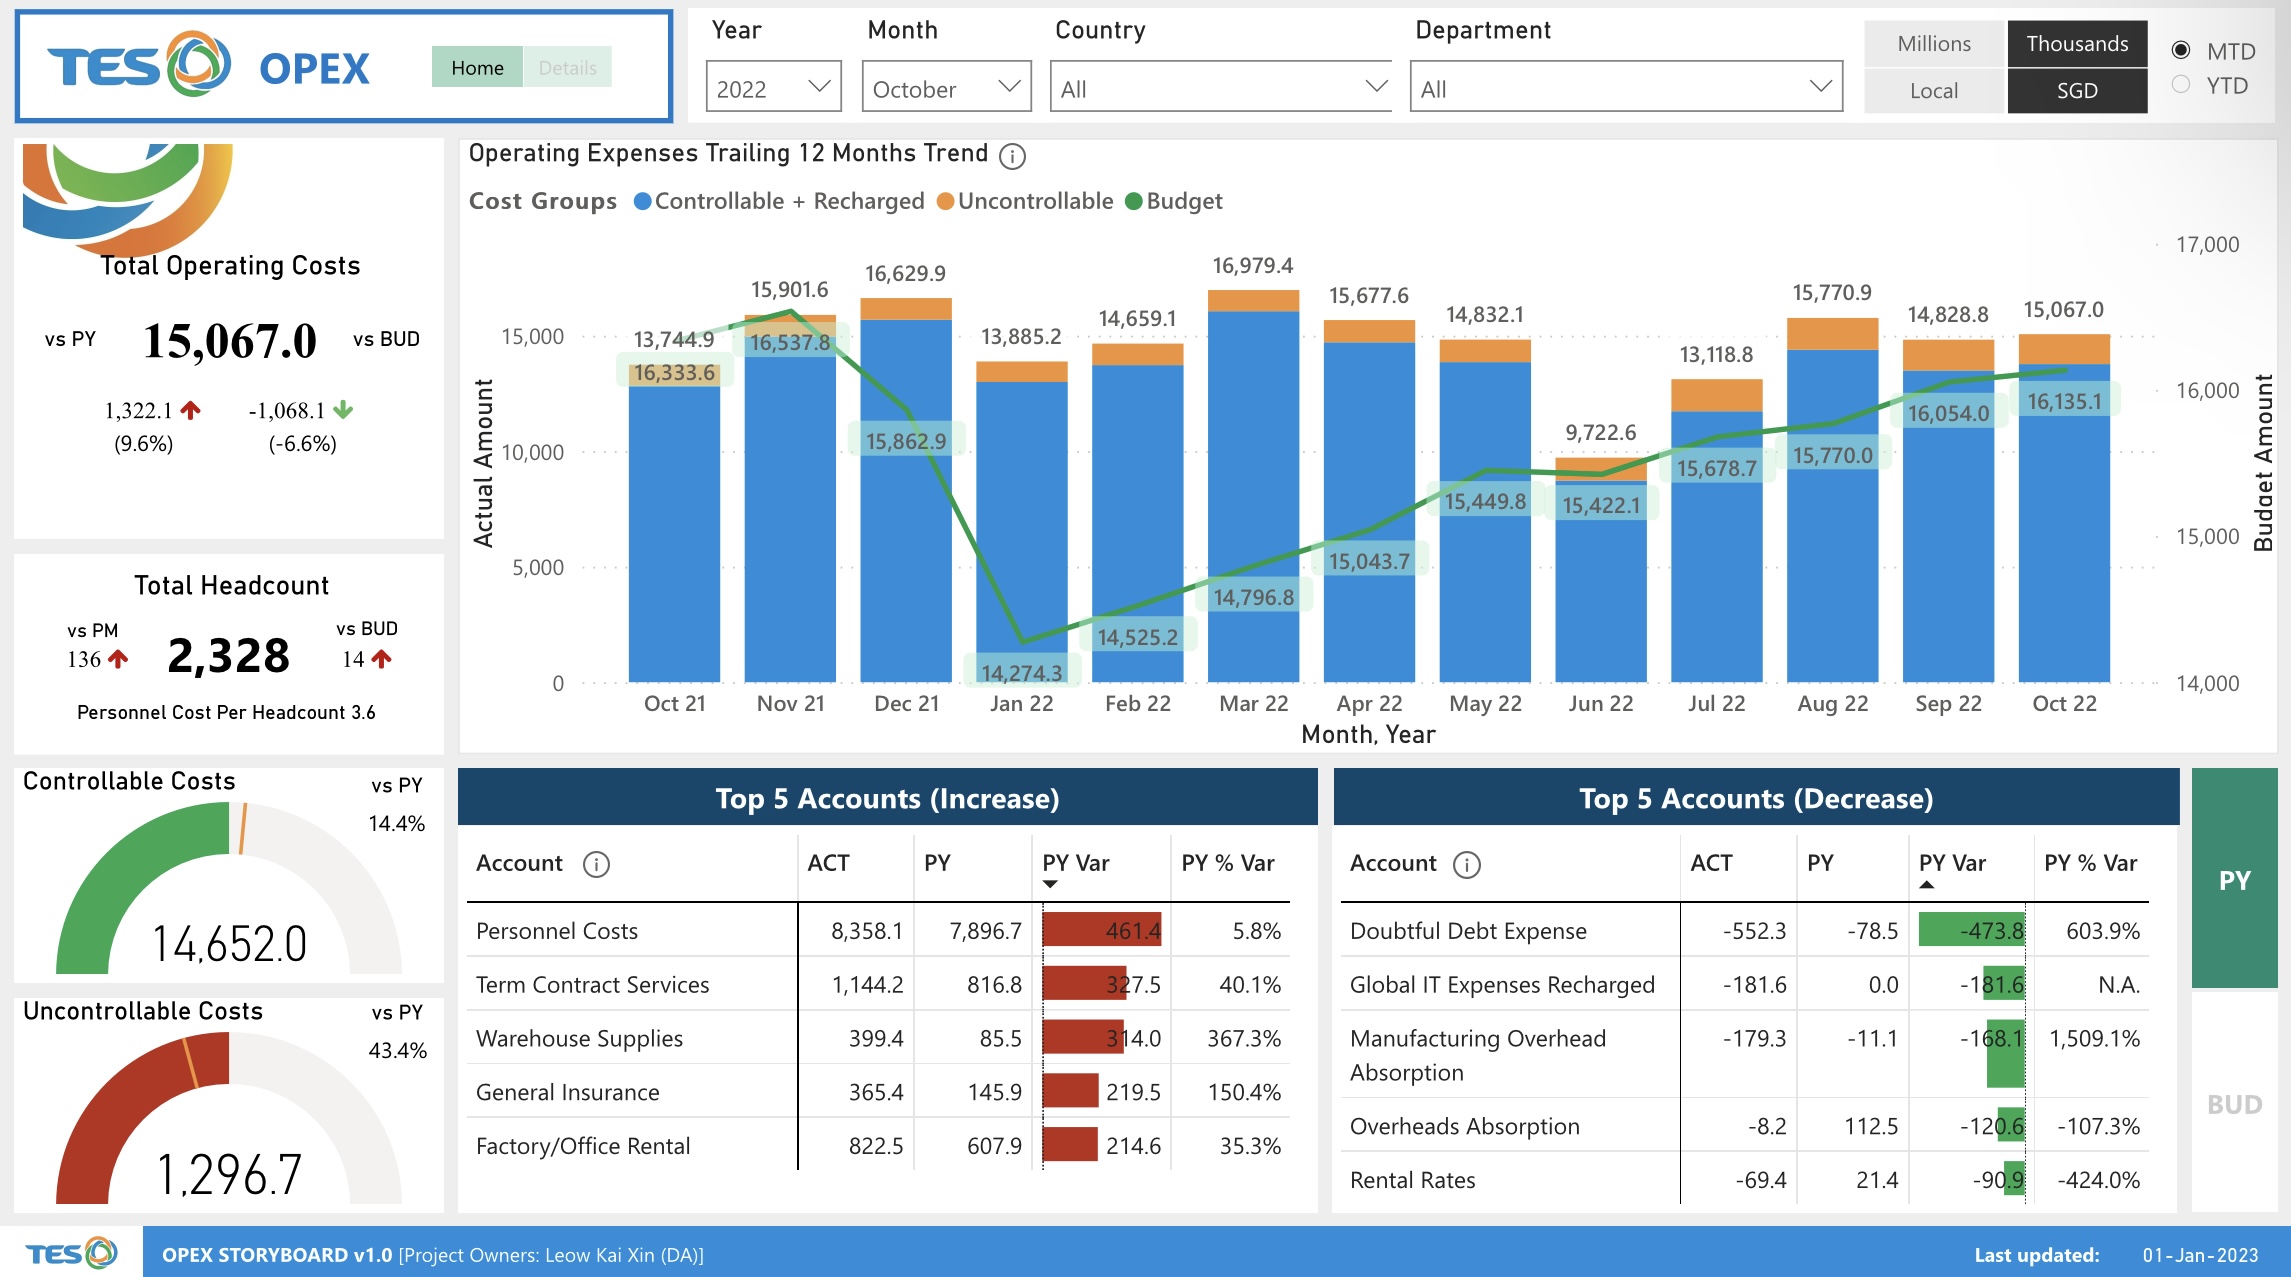 TES OPEX
Home Details
Year Month Country Department
2022 October All All
Millions Thousands
Local SGD
MTD
YTD
Total Operating Costs
vs PY 15,067.0 vs BUD
1,322.1 -1,068.1
(9.6%) (-6.6%)
Total Headcount
vs PM vs BUD
136 2,328 14
Personnel Cost Per Headcount 3.6
Controllable Costs vs PY
14.4%
14,652.0
Uncontrollable Costs vs PY
43.4%
1,296.7
Operating Expenses Trailing 12 Months Trend
Cost Groups Controllable + Recharged Uncontrollable Budget
Actual Amount
15,000
10,000
5,000
0
13,744.9 15,901.6 16,629.9 13,885.2 14,659.1 16,979.4 15,677.6 14,832.1 9,722.6 13,118.8 15,770.9 14,828.8 15,067.0
16,333.6 16,537.8 15,862.9 14,274.3 14,525.2 14,796.8 15,043.7 15,449.8 15,422.1 15,678.7 15,770.0 16,054.0 16,135.1
Oct 21 Nov 21 Dec 21 Jan 22 Feb 22 Mar 22 Apr 22 May 22 Jun 22 Jul 22 Aug 22 Sep 22 Oct 22
Month, Year
17,000
16,000
15,000
14,000
Budget Amount
Top 5 Accounts (Increase)
Account ACT PY PY Var PY % Var
Personnel Costs 8,358.1 7,896.7 461.4 5.8%
Term Contract Services 1,144.2 816.8 327.5 40.1%
Warehouse Supplies 399.4 85.5 314.0 367.3%
General Insurance 365.4 145.9 219.5 150.4%
Factory/Office Rental 822.5 607.9 214.6 35.3%
Top 5 Accounts (Decrease)
Account ACT PY PY Var PY % Var
Doubtful Debt Expense -552.3 -78.5 -473.8 603.9%
Global IT Expenses Recharged -181.6 0.0 -181.6 N.A.
Manufacturing Overhead -179.3 -11.1 -168.1 1,509.1%
Absorption
Overheads Absorption -8.2 112.5 -120.6 -107.3%
Rental Rates -69.4 21.4 -90.9 -424.0%
PY
BUD
TES OPEX STORYBOARD v1.0 [Project Owners: Leow Kai Xin (DA)] Last updated: 01-Jan-2023